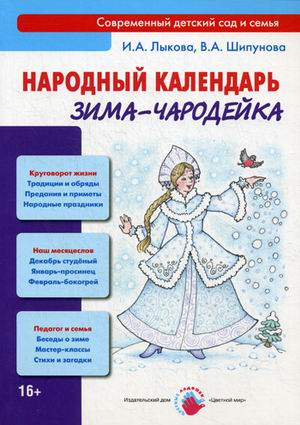 Современный детский сад и семья
И.А. Лыкова, В.А. Шипунова
НАРОДНЫЙ КАЛЕНДАРЬ
ЗИМА-ЧАРОДЕЙКА
Круговорот жизни
Традиции и обряды
Предания и приметы
Народные праздники
Наш месяцеслов
Декабрь студёный
Январь-просинец
Февраль-бокогрей
Педагог и семья
Беседы о зиме
Мастер-классы
Стихи и загадки
16+
Издательский дом
«Цветной мир»